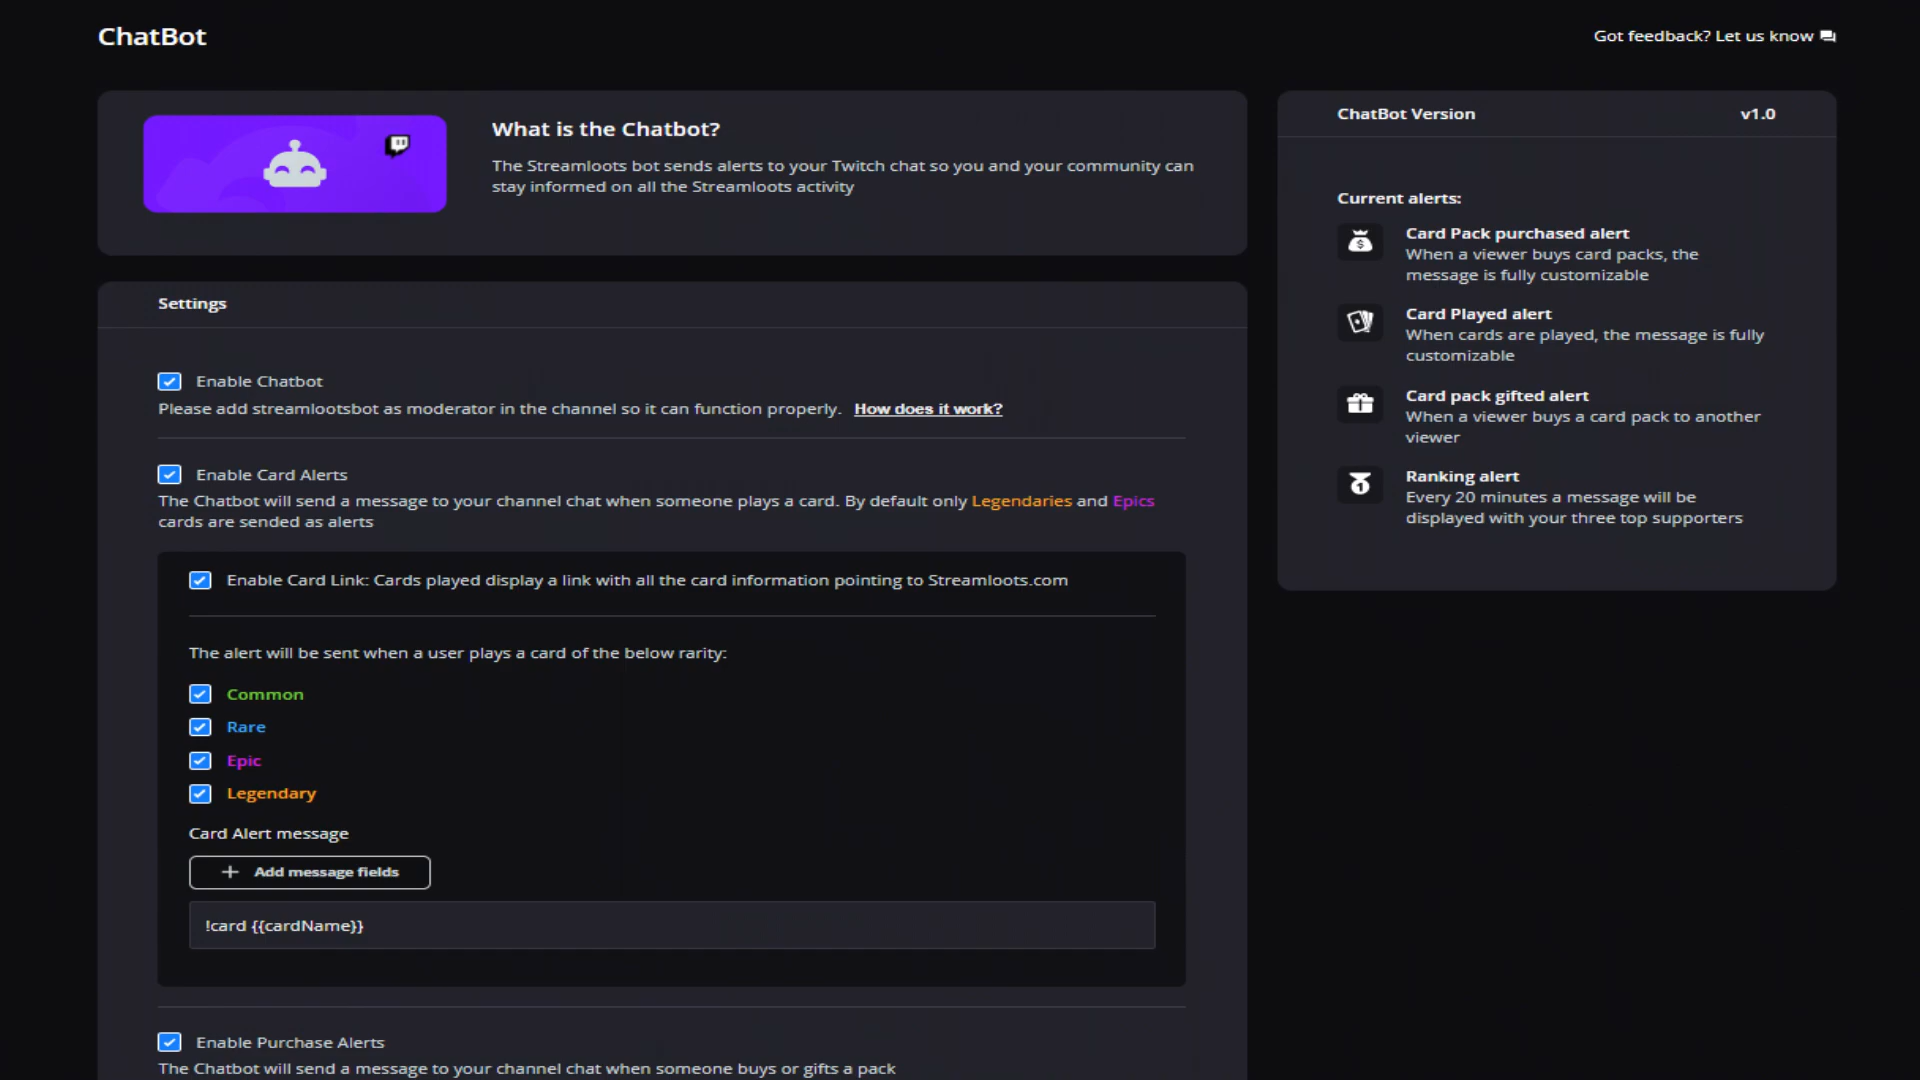 ChatBot
Got feedback? Let us know
What is the Chatbot?
The Streamloots bot sends alerts to your Twitch chat so you and your community can
stay informed on all the Streamloots activity
Settings
Enable Chatbot
Please add streamlootsbot as moderator in the channel so it can function properly. How does it work?
Enable Card Alerts
The Chatbot will send a message to your channel chat when someone plays a card. By default only Legendaries and Epics
cards are sended as alerts
Enable Card Link: Cards played display a link with all the card information pointing to Streamloots.com
The alert will be sent when a user plays a card of the below rarity:
Common
Rare
Epic
Legendary
Card Alert message
Add message fields
!card {{cardName}}
Enable Purchase Alerts
The Chatbot will send a message to your channel chat when someone buys or gifts a pack
ChatBot Version v1.0
Current alerts:
Card Pack purchased alert
When a viewer buys card packs, the
message is fully customizable
Card Played alert
When cards are played, the message is fully
customizable
Card pack gifted alert
When a viewer buys a card pack to another
viewer
Ranking alert
Every 20 minutes a message will be
displayed with your three top supporters